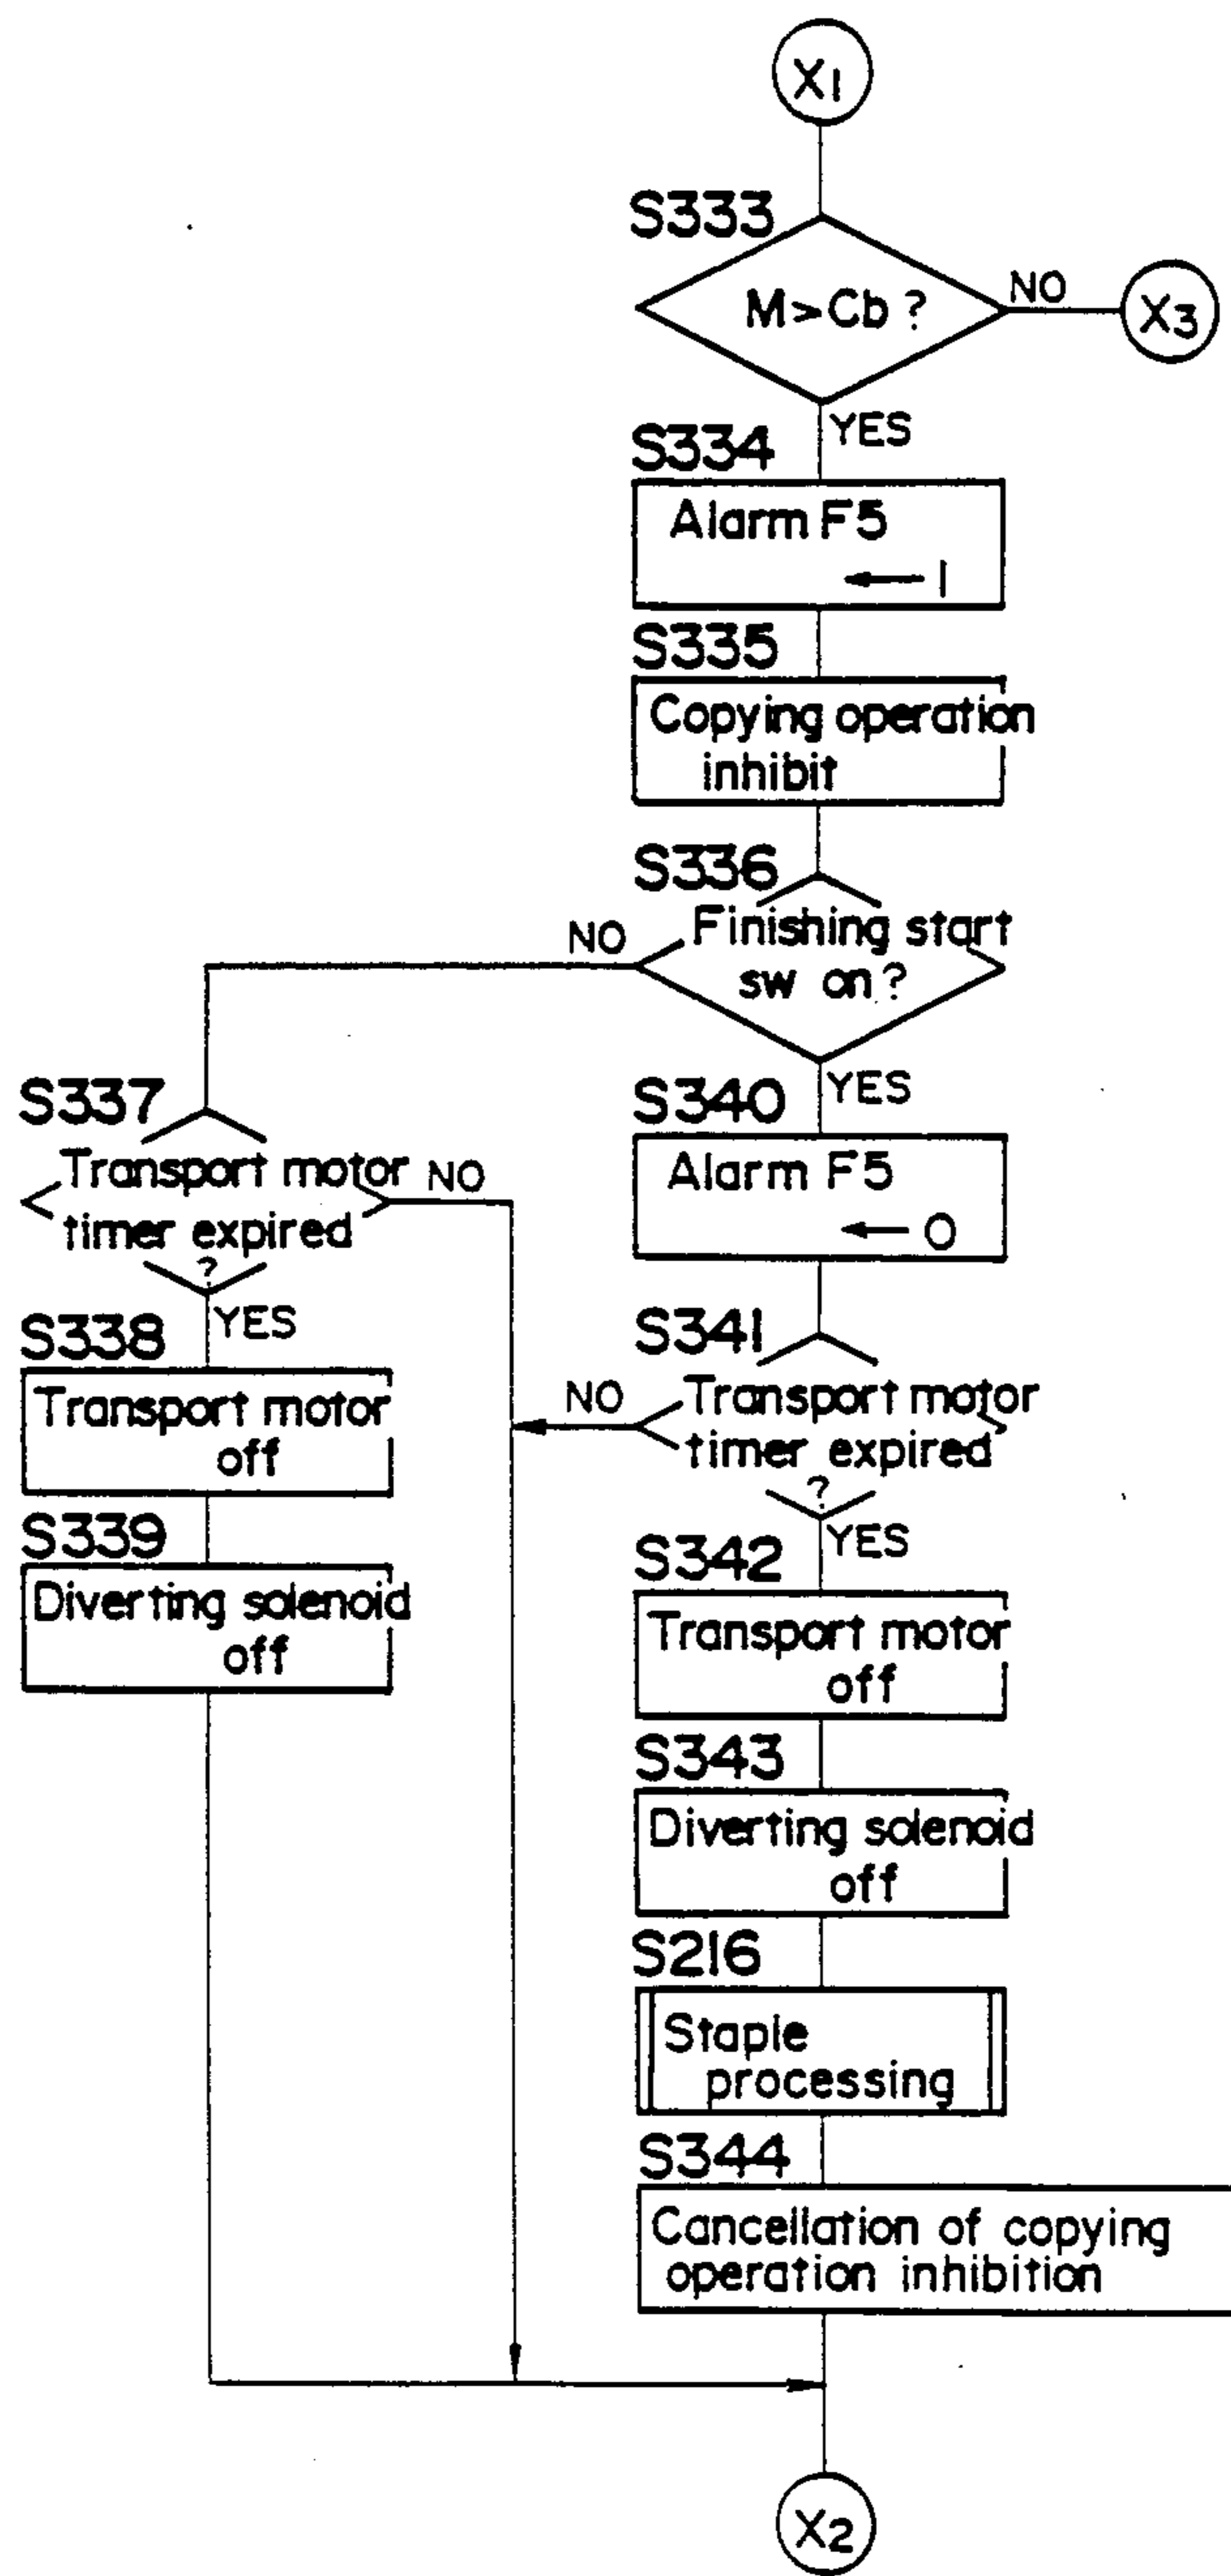 X1
S333
M>Cb ?
NO
X3
YES
S334
Alarm F5
← 1
S335
Copying operation
inhibit
S336
Finishing start
sw on?
NO
YES
S337
Transport motor
timer expired
?
NO
YES
S338
Transport motor
off
S339
Diverting solenoid
off
S340
Alarm F5
← 0
S341
Transport motor
timer expired
?
NO
YES
S342
Transport motor
off
S343
Diverting solenoid
off
S216
Staple
processing
S344
Cancellation of copying
operation inhibition
X2